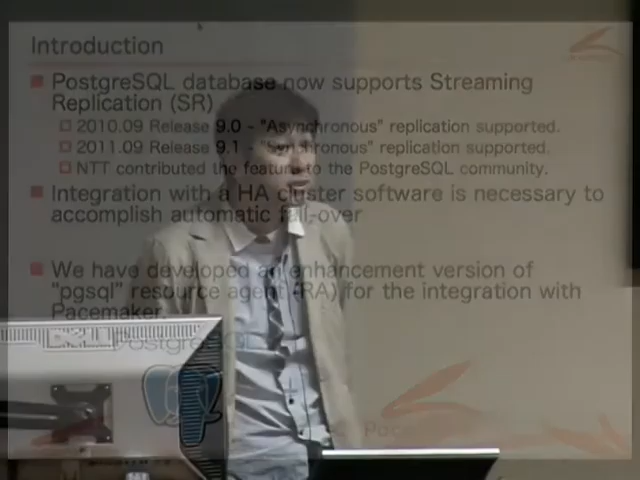 Introduction
PostgreSQL database now supports Streaming
Replication (SR)
2010.09 Release 9.0 - "Asynchronous" replication supported.
2011.09 Release 9.1 - "Synchronous" replication supported.
NTT contributed the feature to the PostgreSQL community.
Integration with a HA cluster software is necessary to
accomplish automatic fail-over
We have developed an enhancement version of
"pgsql" resource agent (RA) for the integration with
Pacemaker.
DELL
Postgre